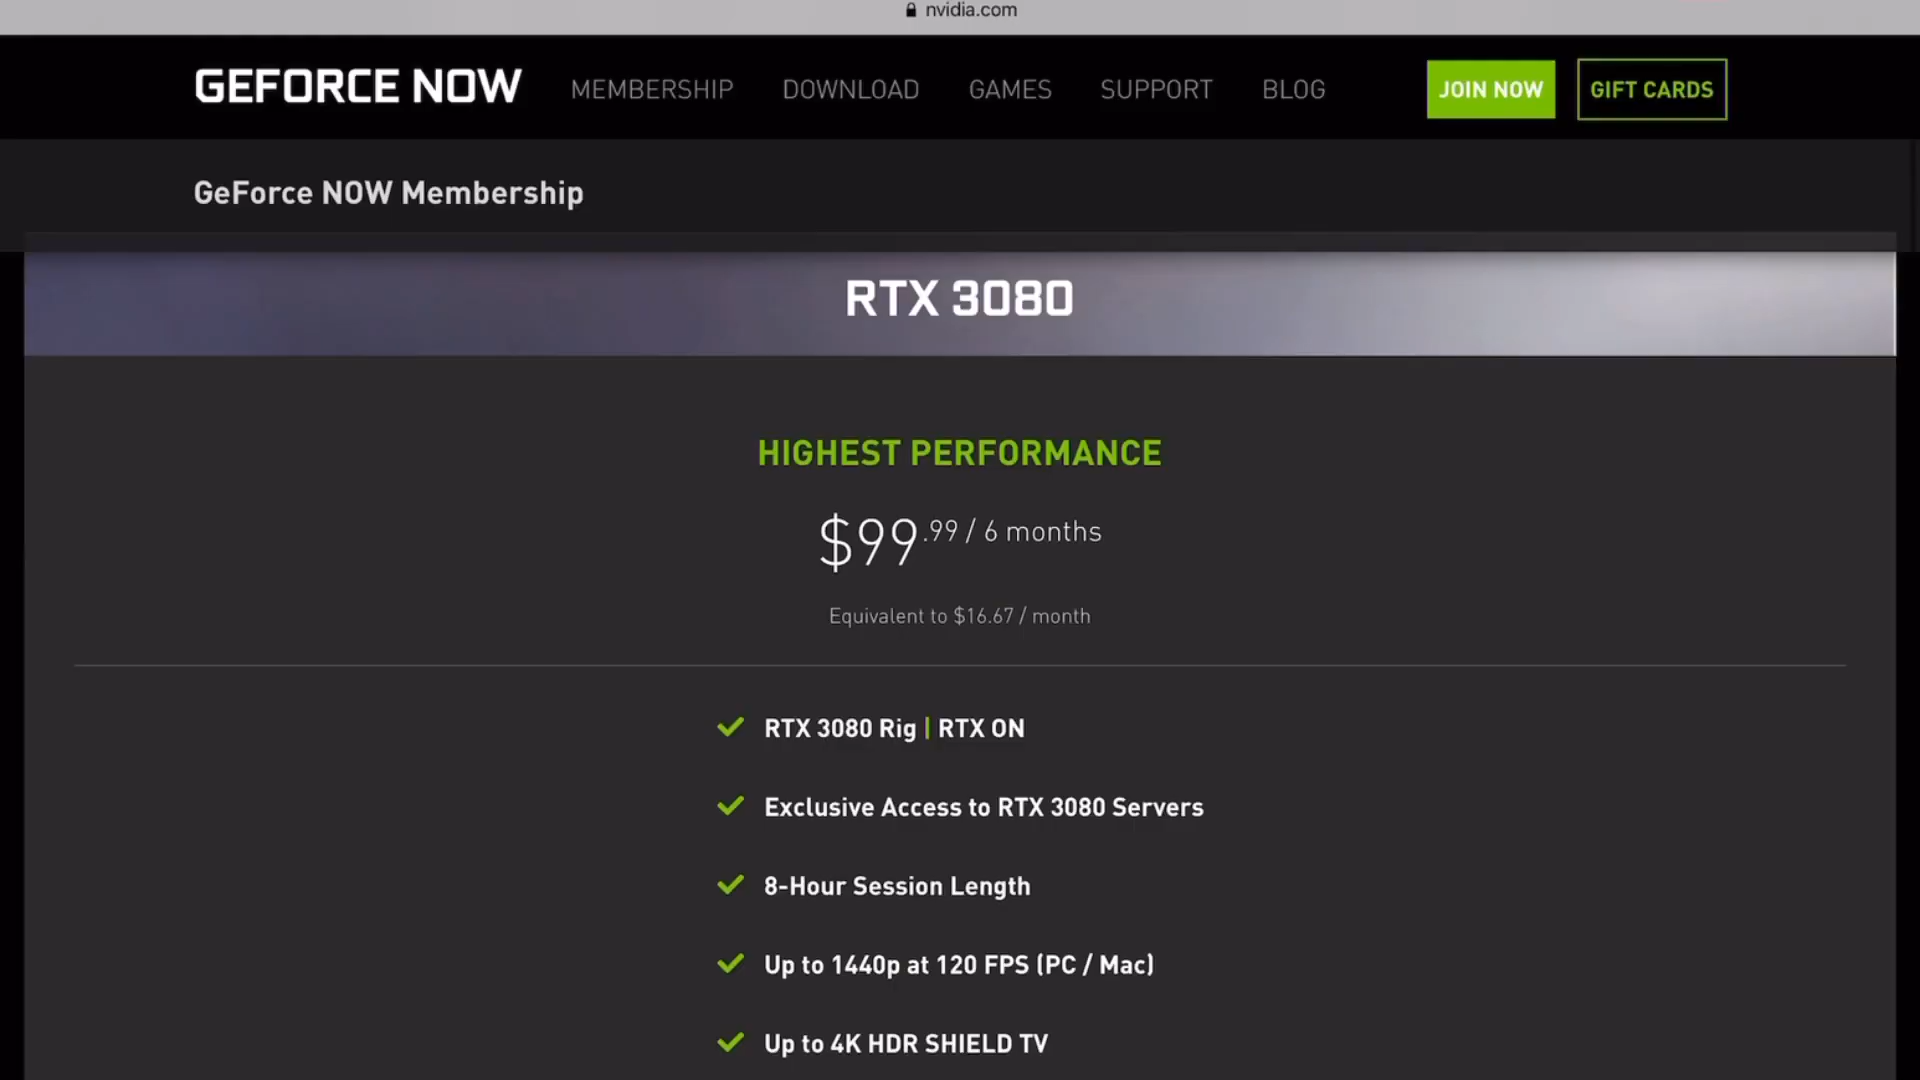 nvidia.com
GEFORCE NOW MEMBERSHIP DOWNLOAD GAMES SUPPORT BLOG JOIN NOW GIFT CARDS
GeForce NOW Membership
RTX 3080
HIGHEST PERFORMANCE
$99.99 / 6 months
Equivalent to $16.67 / month
RTX 3080 Rig | RTX ON
Exclusive Access to RTX 3080 Servers
8-Hour Session Length
Up to 1440p at 120 FPS (PC / Mac)
Up to 4K HDR SHIELD TV